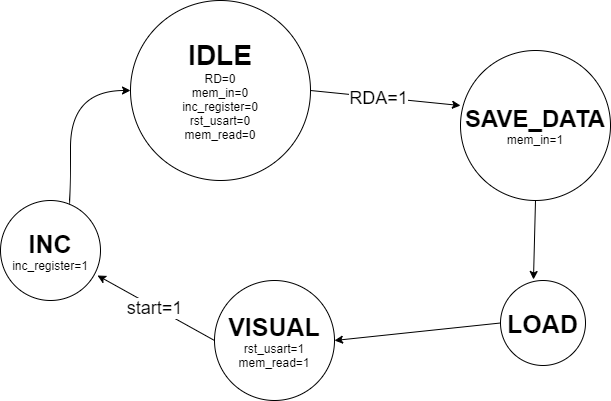 IDLE
RD=0
mem_in=0
inc_register=0
rst_usart=0
mem_read=0
RDA=1
SAVE_DATA
mem_in=1
INC
inc_register=1
start=1
VISUAL
rst_usart=1
mem_read=1
LOAD